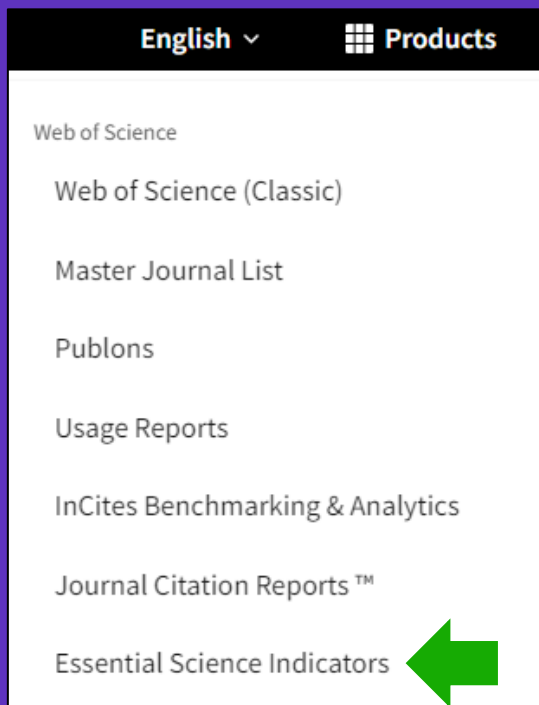 English Products
Web of Science
Web of Science (Classic)
Master Journal List
Publons
Usage Reports
InCites Benchmarking & Analytics
Journal Citation Reports ™
Essential Science Indicators